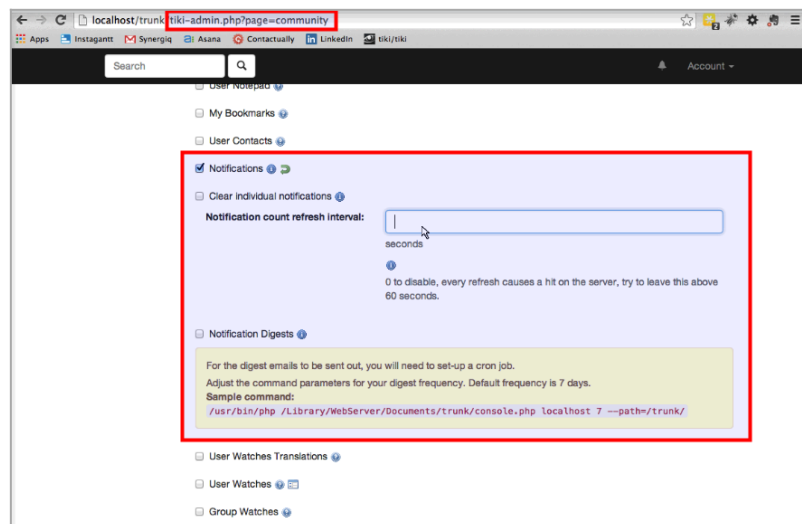 localhost/trunk/tiki-admin.php?page=community
Apps Instagantt Synergiq Asana Contactually LinkedIn tiki/tiki
Search Account
User Notepad
My Bookmarks
User Contacts
Notifications
Clear individual notifications
Notification count refresh interval:
seconds
0 to disable, every refresh causes a hit on the server, try to leave this above
60 seconds.
Notification Digests
For the digest emails to be sent out, you will need to set-up a cron job.
Adjust the command parameters for your digest frequency. Default frequency is 7 days.
Sample command:
/usr/bin/php /Library/WebServer/Documents/trunk/console.php localhost 7 --path=/trunk/
User Watches Translations
User Watches
Group Watches